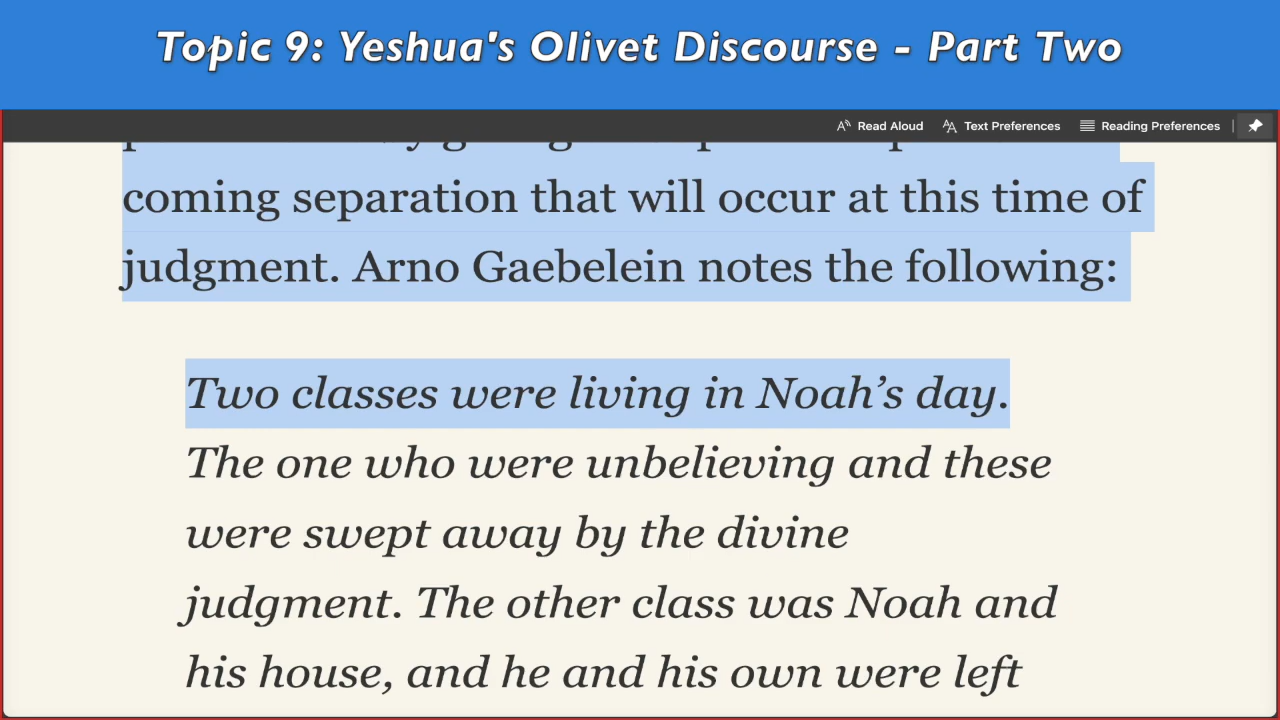 Topic 9: Yeshua's Olivet Discourse - Part Two
Read Aloud Text Preferences Reading Preferences
coming separation that will occur at this time of
judgment. Arno Gaebelein notes the following:
Two classes were living in Noah’s day.
The one who were unbelieving and these
were swept away by the divine
judgment. The other class was Noah and
his house, and he and his own were left